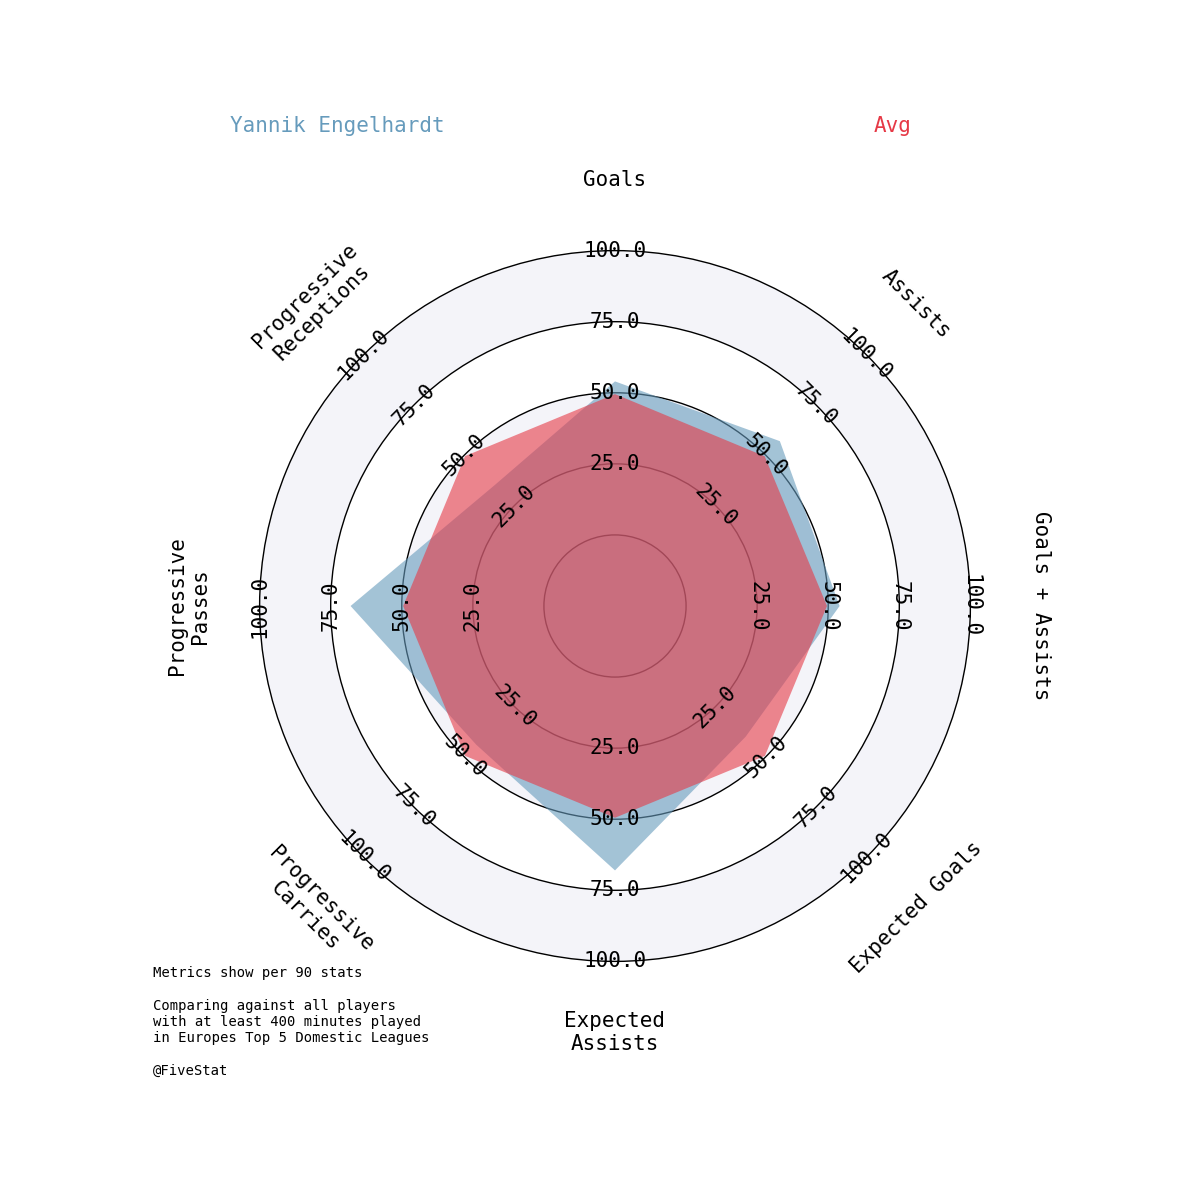 Yannik Engelhardt
Avg
Goals
Assists
Goals + Assists
Expected Goals
Expected
Assists
Progressive
Carries
Progressive
Passes
Progressive
Receptions
25.0
50.0
75.0
100.0
25.0
50.0
75.0
100.0
25.0
50.0
75.0
100.0
25.0
50.0
75.0
100.0
25.0
50.0
75.0
100.0
25.0
50.0
75.0
100.0
25.0
50.0
75.0
100.0
25.0
50.0
75.0
100.0
Metrics show per 90 stats
Comparing against all players
with at least 400 minutes played
in Europes Top 5 Domestic Leagues
@FiveStat